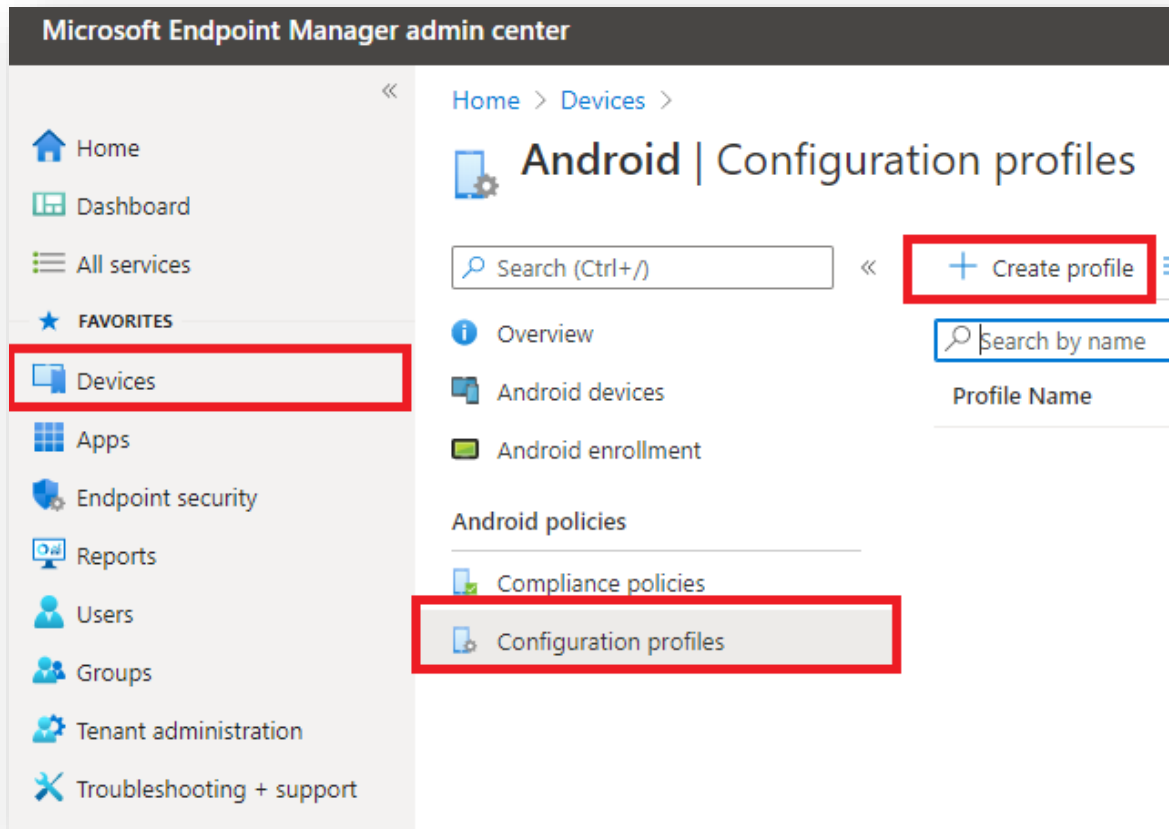 Microsoft Endpoint Manager admin center
«
Home
Dashboard
All services
FAVORITES
Devices
Apps
Endpoint security
Reports
Users
Groups
Tenant administration
Troubleshooting + support
Home > Devices >
Android | Configuration profiles
Search (Ctrl+/)
«
Overview
Android devices
Android enrollment
Android policies
Compliance policies
Configuration profiles
+ Create profile
Search by name
Profile Name